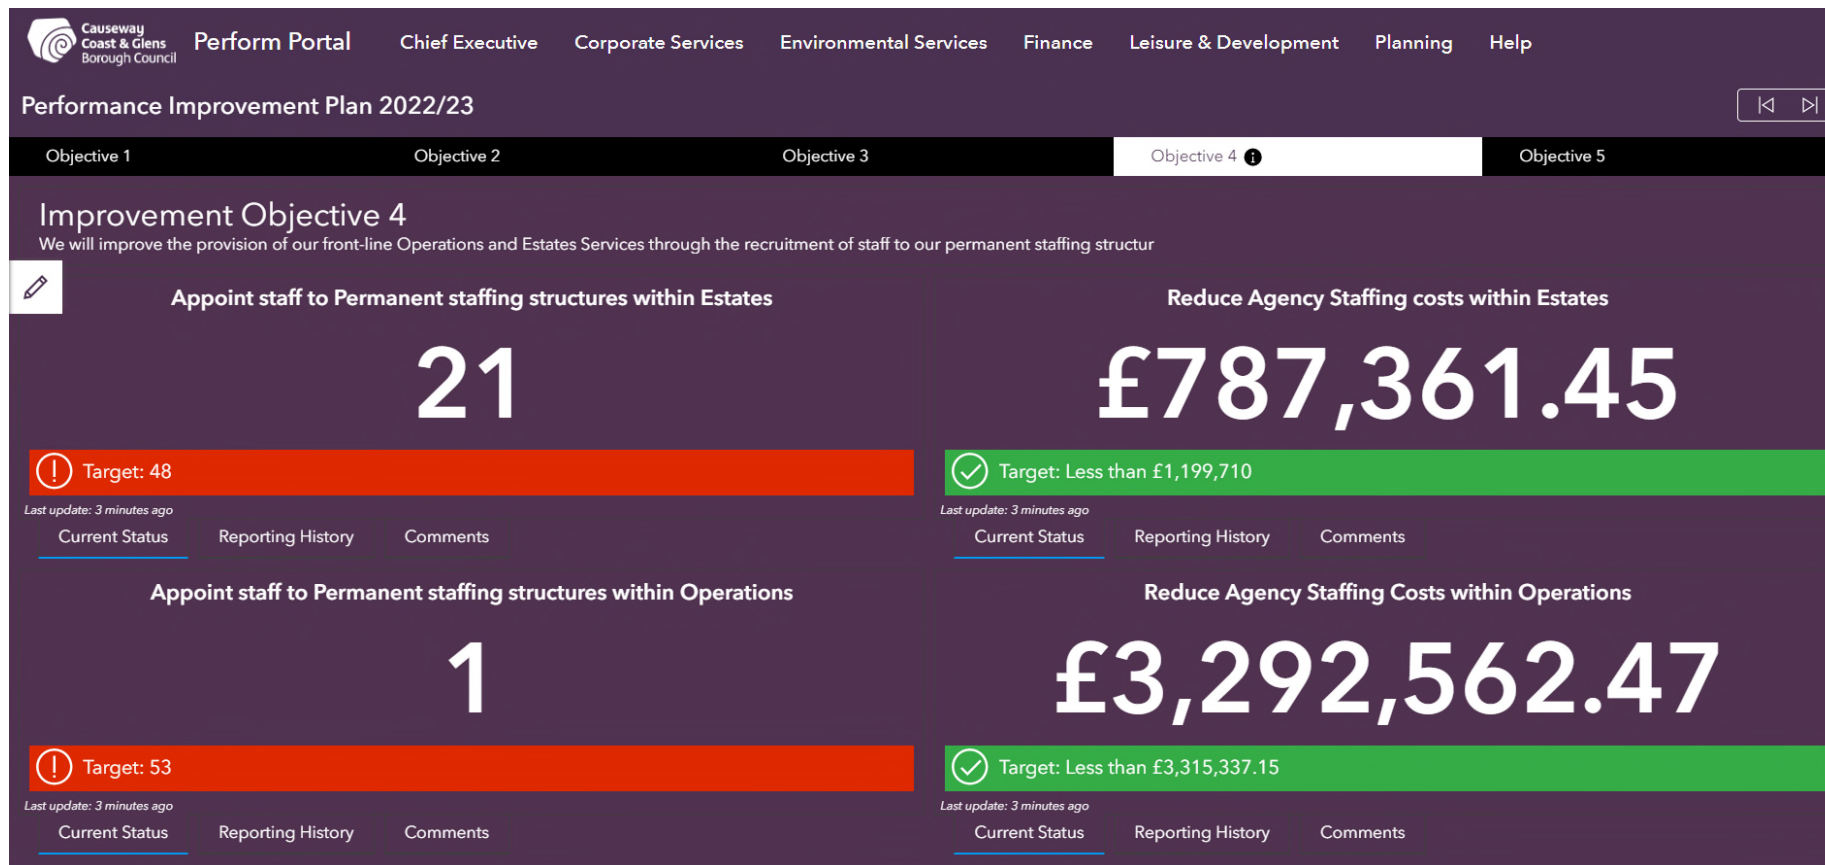 Causeway
Coast & Glens
Borough Council
Perform Portal
Chief Executive
Corporate Services
Environmental Services
Finance
Leisure & Development
Planning
Help
Performance Improvement Plan 2022/23
Objective 1
Objective 2
Objective 3
Objective 4
Objective 5
Improvement Objective 4
We will improve the provision of our front-line Operations and Estates Services through the recruitment of staff to our permanent staffing structur
Appoint staff to Permanent staffing structures within Estates
21
Target: 48
Last update: 3 minutes ago
Current Status
Reporting History
Comments
Reduce Agency Staffing costs within Estates
£787,361.45
Target: Less than £1,199,710
Last update: 3 minutes ago
Current Status
Reporting History
Comments
Appoint staff to Permanent staffing structures within Operations
1
Target: 53
Last update: 3 minutes ago
Current Status
Reporting History
Comments
Reduce Agency Staffing Costs within Operations
£3,292,562.47
Target: Less than £3,315,337.15
Last update: 3 minutes ago
Current Status
Reporting History
Comments